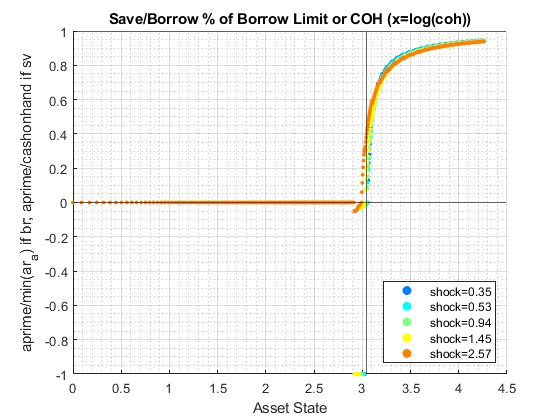 Save/Borrow % of Borrow Limit or COH (x=log(coh))
aprime/min(ar_a) if br; aprime/cashonhand if sv
1
0.8
0.6
0.4
0.2
0
-0.2
-0.4
-0.6
-0.8
-1
shock=0.35
shock=0.53
shock=0.94
shock=1.45
shock=2.57
0 0.5 1 1.5 2 2.5 3 3.5 4 4.5
Asset State